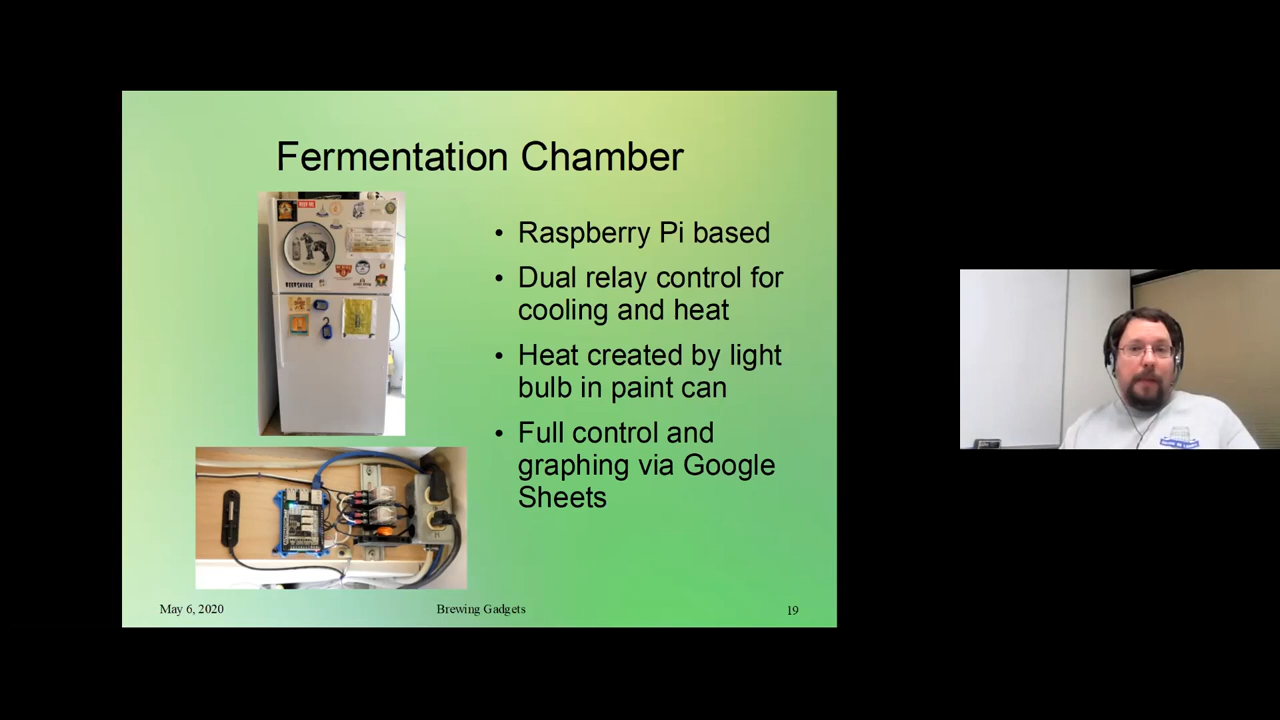 Fermentation Chamber
• Raspberry Pi based
• Dual relay control for
cooling and heat
• Heat created by light
bulb in paint can
• Full control and
graphing via Google
Sheets
May 6, 2020
Brewing Gadgets
19